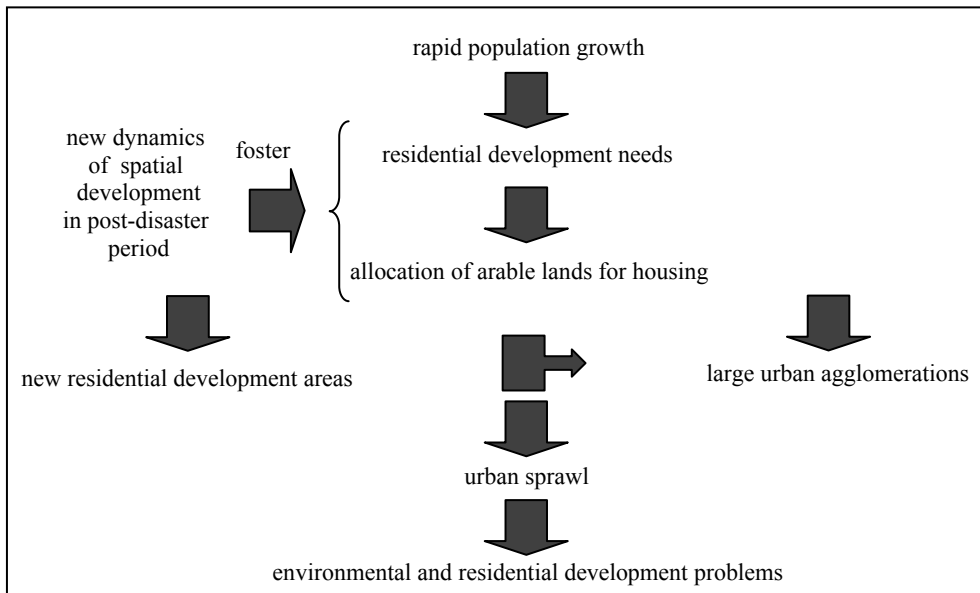 rapid population growth
new dynamics
of spatial
development
in post-disaster
period
foster
residential development needs
allocation of arable lands for housing
new residential development areas
large urban agglomerations
urban sprawl
environmental and residential development problems